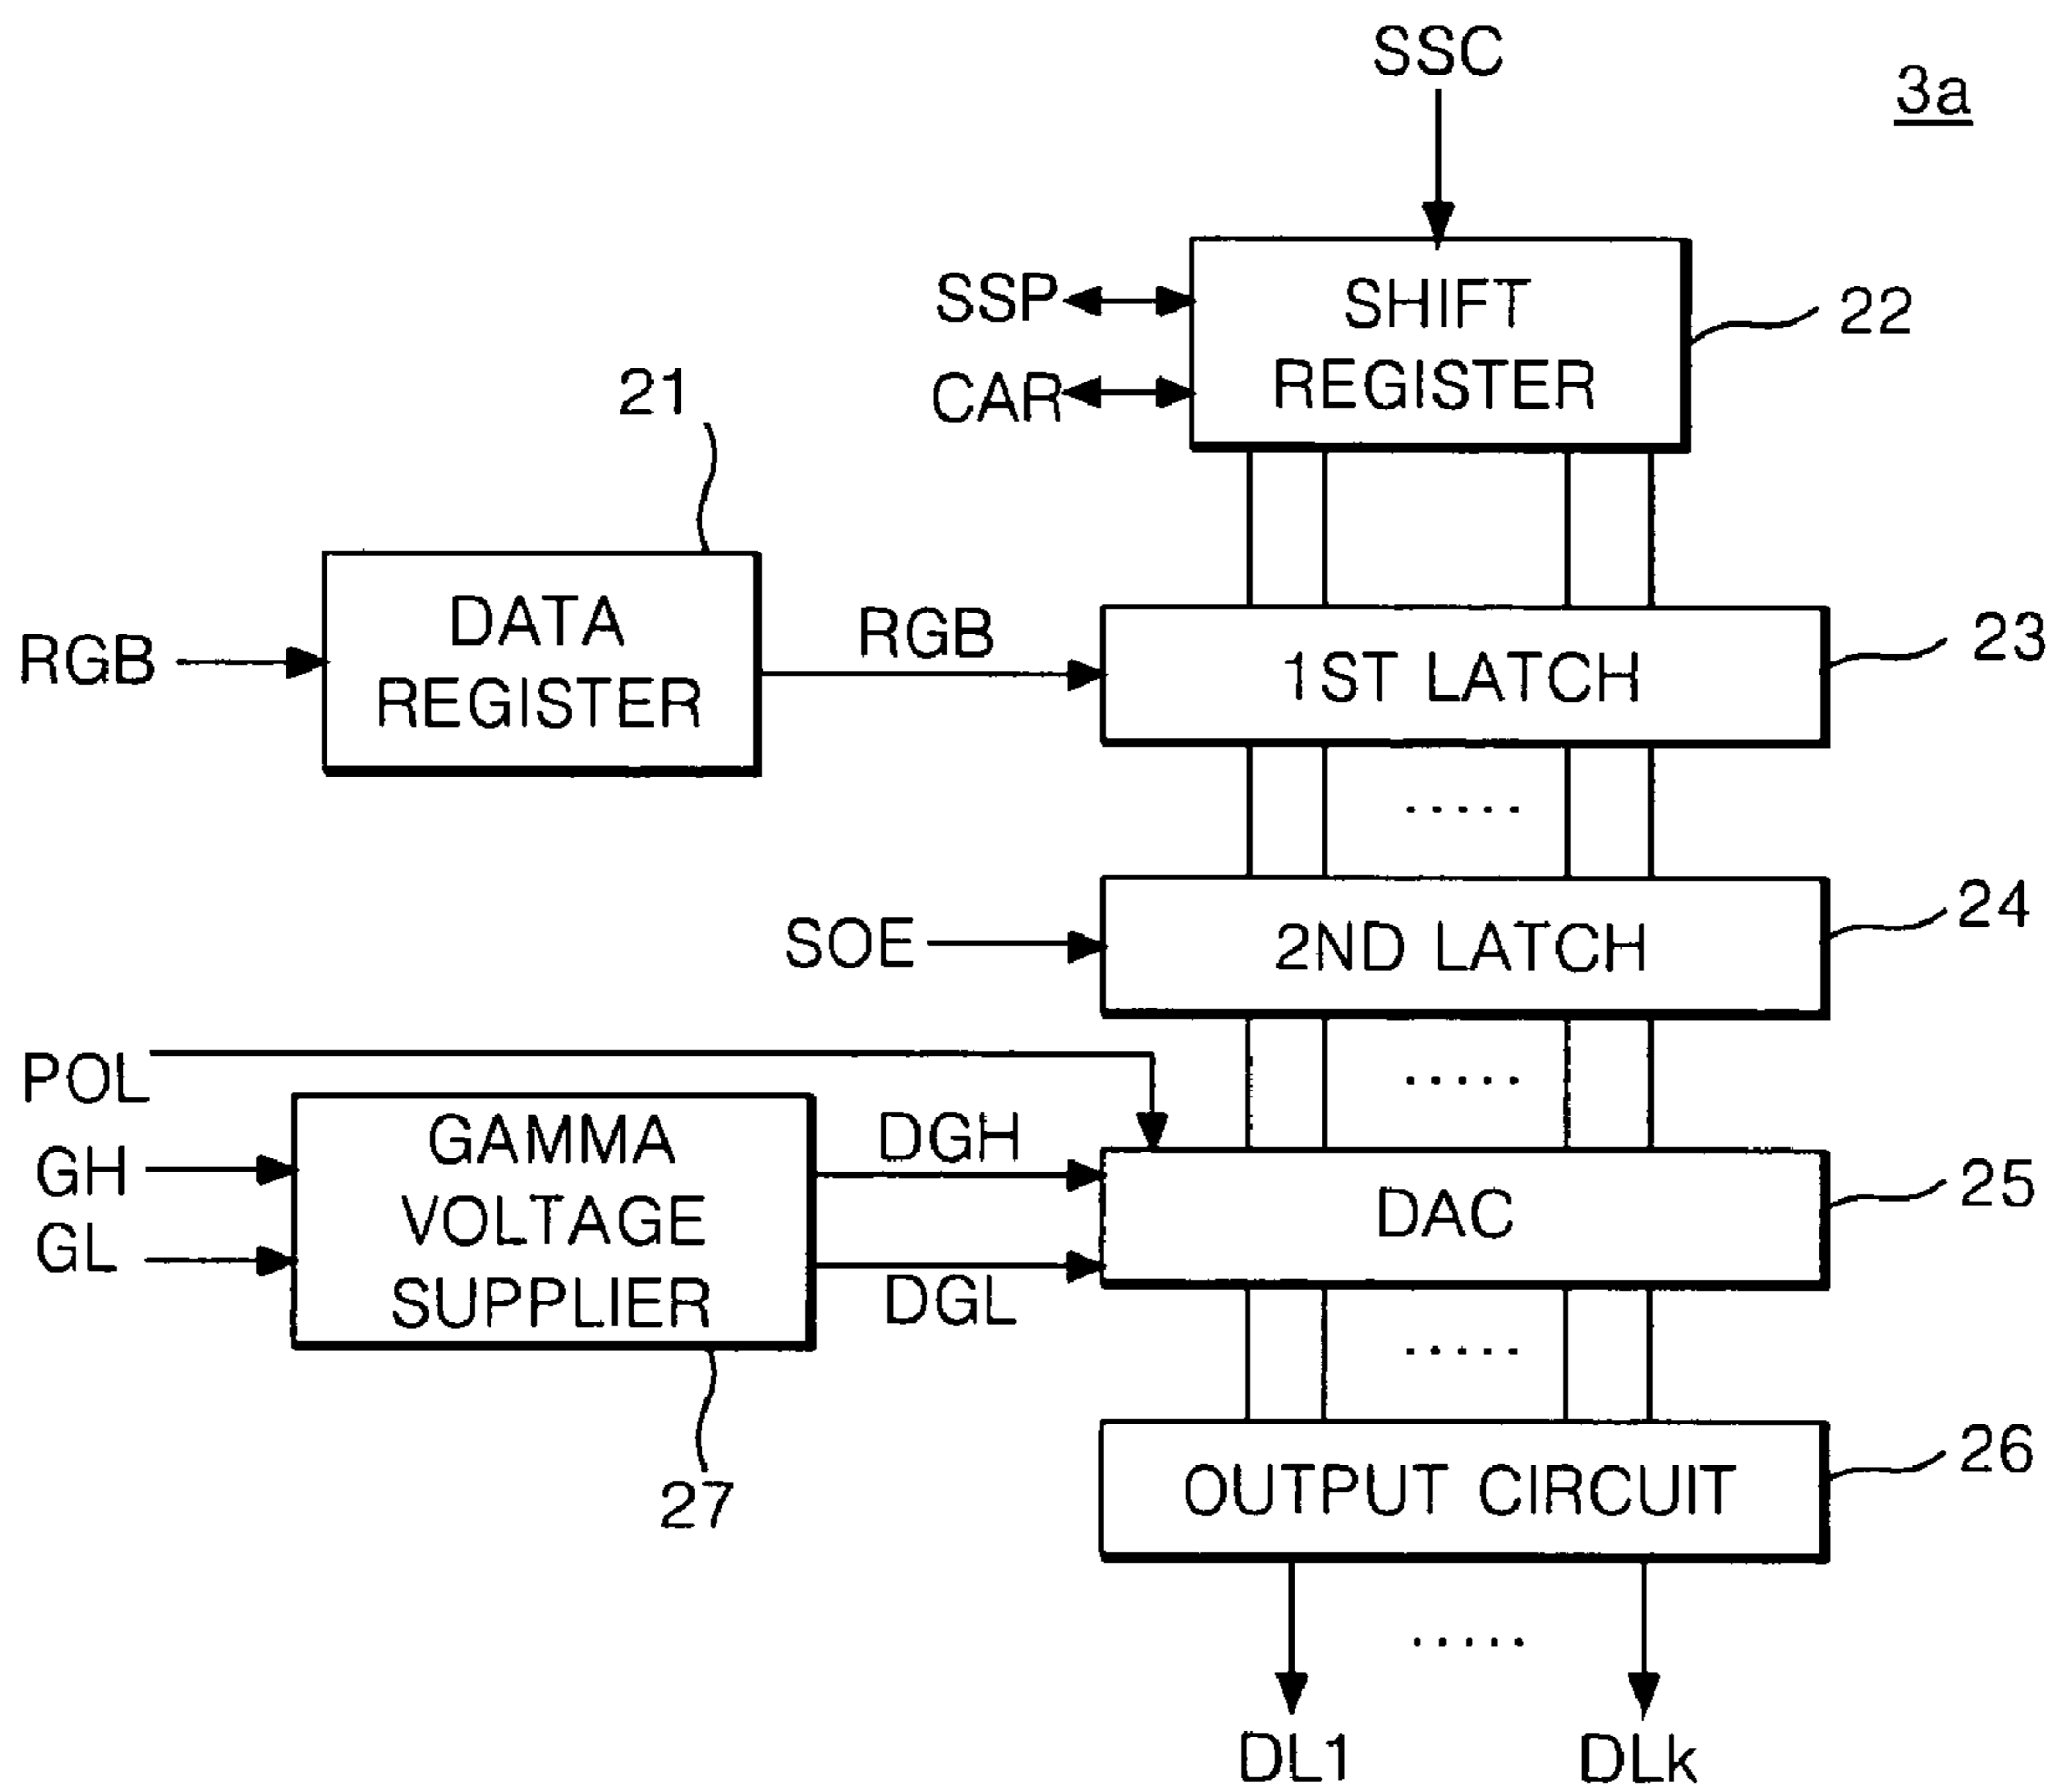 SSC
3a
SSP
SHIFT
REGISTER
22
CAR
21
DATA
REGISTER
RGB
RGB
1ST LATCH
23
.....
SOE
2ND LATCH
24
.....
POL
GH
GL
GAMMA
VOLTAGE
SUPPLIER
DGH
DGL
DAC
25
.....
27
OUTPUT CIRCUIT
26
.....
DL1
DLk